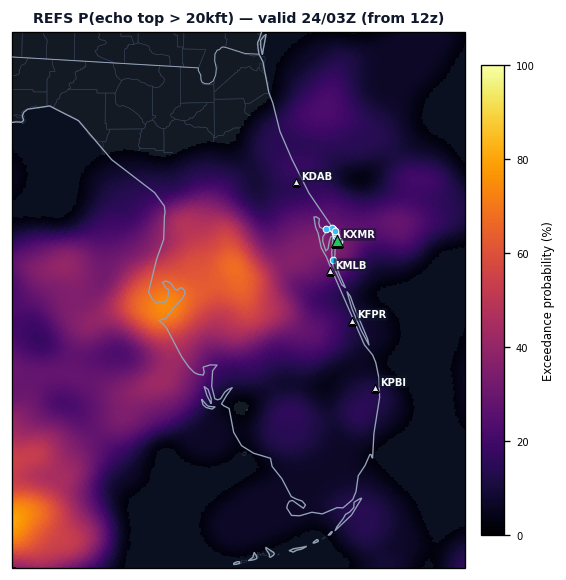 REFS P(echo top > 20kft) — valid 24/03Z (from 12z)
KDAB
KXMR
KMLB
KFPR
KPBI
100
80
60
40
20
0
Exceedance probability (%)